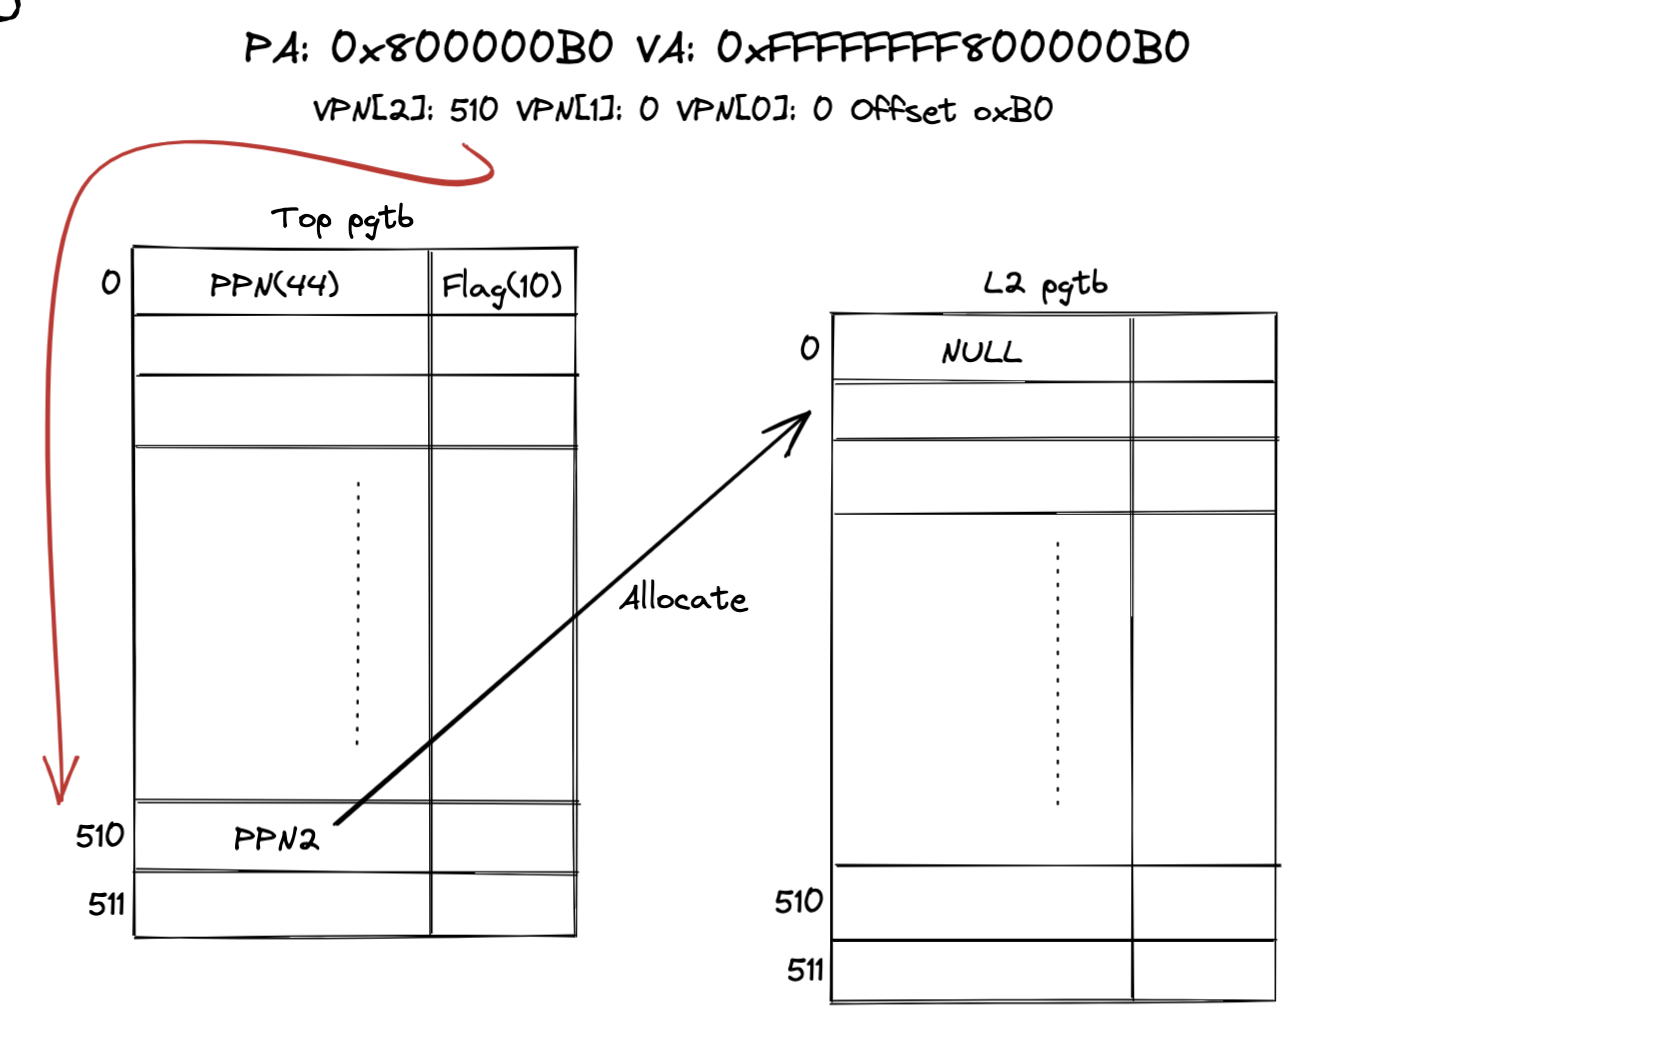 PA: 0x800000B0 VA: 0xFFFFFFFF800000B0
VPN[2]: 510 VPN[1]: 0 VPN[0]: 0 Offset 0xB0
Top pgtb
0 PPN(44) Flag(10)
510 PPN2
511
Allocate
L2 pgtb
0 NULL
510
511